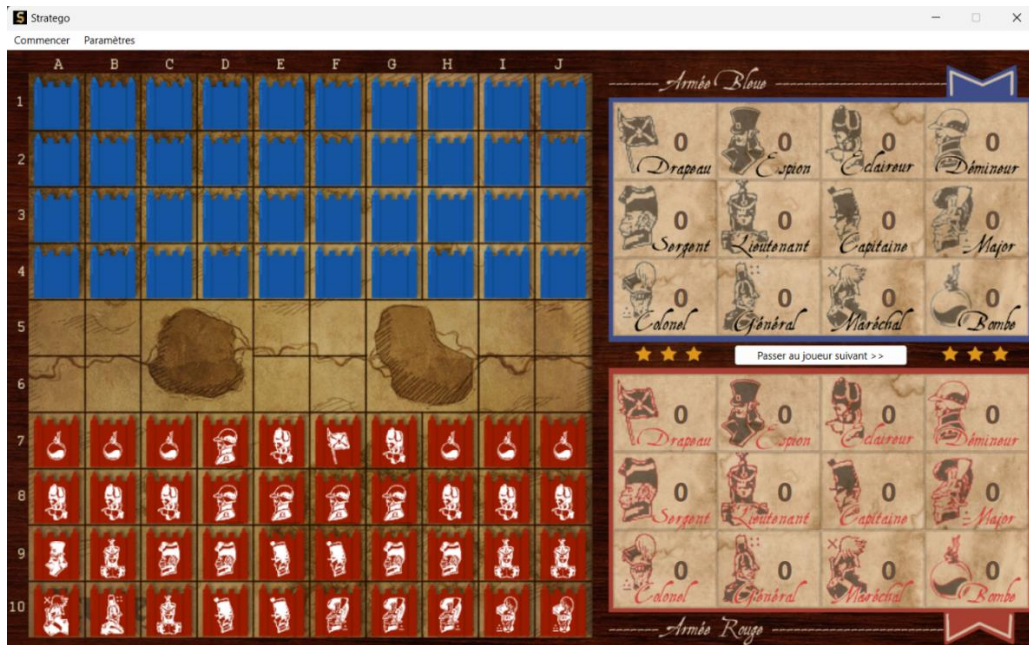 S Stratego
Commencer Paramètres
A B C D E F G H I J
1
2
3
4
5
6
7
8
9
10
Armée Bleue
0 0 0 0
Drapeau Espion Eclaireur Démineur
0 0 0 0
Sergent Lieutenant Capitaine Major
0 0 0 0
Colonel Général Maréchal Bombe
Passer au joueur suivant >>
0 0 0 0
Drapeau Espion Eclaireur Démineur
0 0 0 0
Sergent Lieutenant Capitaine Major
0 0 0 0
Colonel Général Maréchal Bombe
Armée Rouge